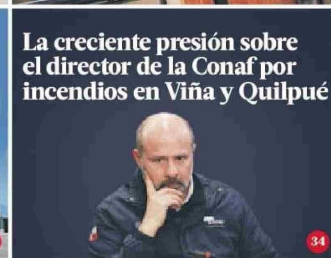 La creciente presión sobre
el director de la Conaf por
incendios en Viña y Quilpué
34